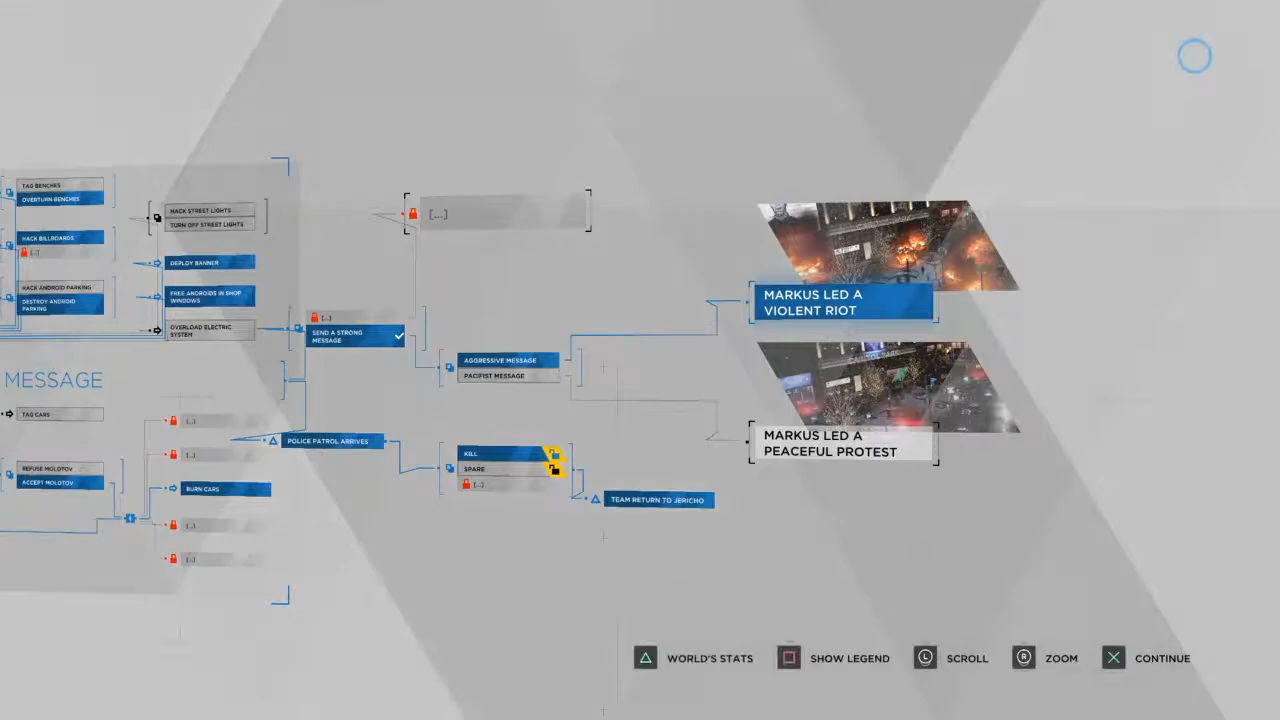 TAG BENCHES
OVERTURN BENCHES
HACK BILLBOARDS
[...]
HACK ANDROID PARKING
DESTROY ANDROID
PARKING
HACK STREET LIGHTS
TURN OFF STREET LIGHTS
DEPLOY BANNER
FREE ANDROIDS IN SHOP
WINDOWS
OVERLOAD ELECTRIC
SYSTEM
[...]
[...]
SEND A STRONG
MESSAGE
AGGRESSIVE MESSAGE
PACIFIST MESSAGE
MARKUS LED A
VIOLENT RIOT
MARKUS LED A
PEACEFUL PROTEST
MESSAGE
TAG CARS
REFUSE MOLOTOV
ACCEPT MOLOTOV
[...]
[...]
BURN CARS
[...]
[...]
POLICE PATROL ARRIVES
KILL
SPARE
[...]
TEAM RETURN TO JERICHO
WORLD'S STATS
SHOW LEGEND
L
SCROLL
R
ZOOM
CONTINUE